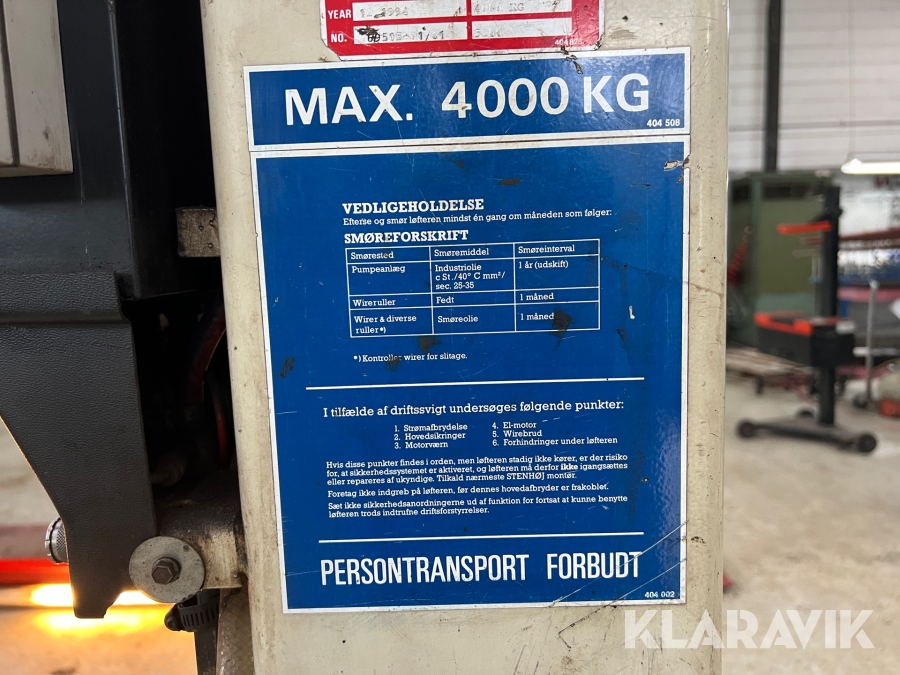 YEAR 1994 KG
NO.
404 875
MAX. 4000 KG
404 508
VEDLIGEHOLDELSE
Efterse og smør løfteren mindst én gang om måneden som følger:
SMØREFORSKRIFT
Smørested Smøremiddel Smøreinterval
Pumpeanlæg Industriolie 1 år (udskift)
c St./40° C mm²/
sec. 25-35
Wireruller Fedt 1 måned
Wirer & diverse Smøreolie 1 måned
ruller*)
*) Kontroller wirer for slitage.
I tilfælde af driftssvigt undersøges følgende punkter:
1. Strømafbrydelse 4. El-motor
2. Hovedsikringer 5. Wirebrud
3. Motorværn 6. Forhindringer under løfteren
Hvis disse punkter findes i orden, men løfteren stadig ikke kører, er der risiko
for, at sikkerhedssystemet er aktiveret, og løfteren må derfor ikke igangsættes
eller repareres af ukyndige. Tilkald nærmeste STENHØJ montør.
Foretag ikke indgreb på løfteren, før dennes hovedafbryder er frakoblet.
Sæt ikke sikkerhedsanordningerne ud af funktion for fortsat at kunne benytte
løfteren trods indtrufne driftsforstyrrelser.
PERSONTRANSPORT FORBUDT
404 002
KLARAVIK